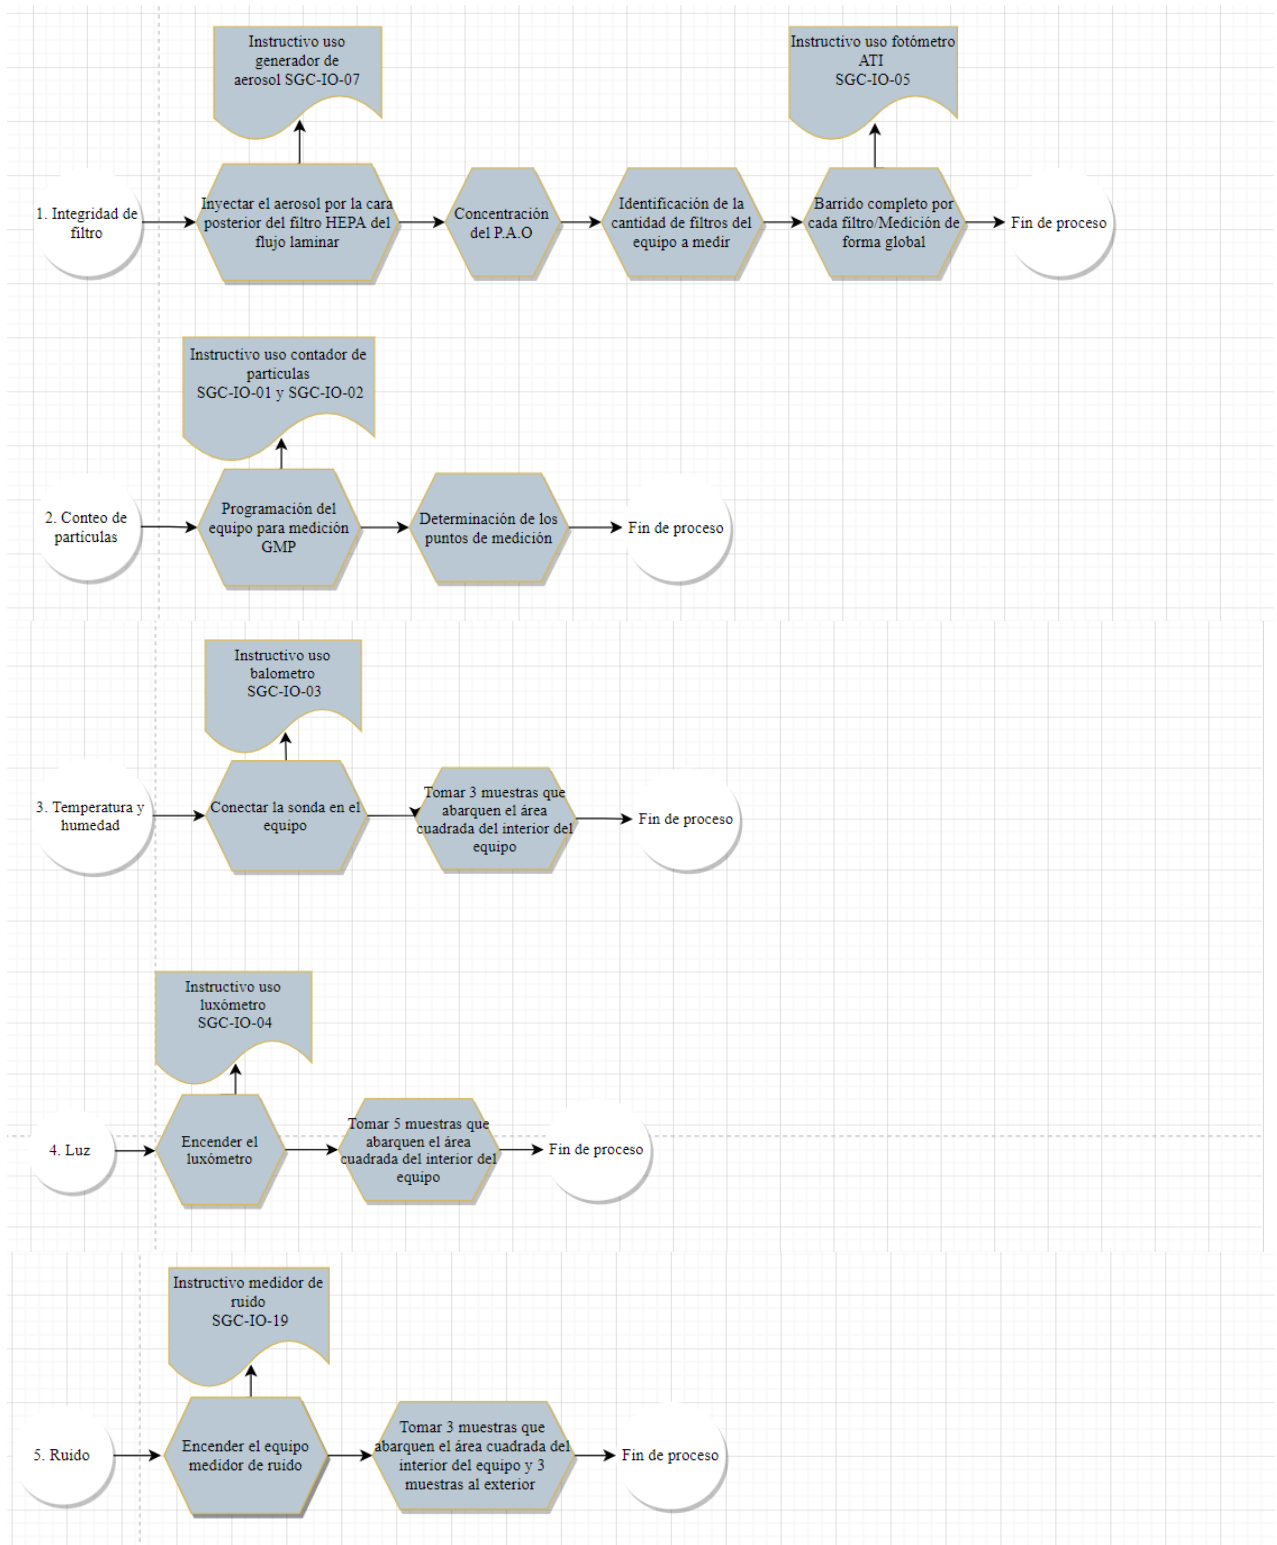 Instructivo uso
generador de
aerosol SGC-IO-07
Instructivo uso fotómetro
ATI
SGC-IO-05
1. Integridad de
filtro
Inyectar el aerosol por la cara
posterior del filtro HEPA del
flujo laminar
Concentración
del P.A.O
Identificación de la
cantidad de filtros del
equipo a medir
Barrido completo por
cada filtro/Medición de
forma global
Fin de proceso
Instructivo uso contador de
particulas
SGC-IO-01 y SGC-IO-02
2. Conteo de
partículas
Programación del
equipo para medición
GMP
Determinación de los
puntos de medición
Fin de proceso
Instructivo uso
balometro
SGC-IO-03
3. Temperatura y
humedad
Conectar la sonda en el
equipo
Tomar 3 muestras que
abarquen el área
cuadrada del interior del
equipo
Fin de proceso
Instructivo uso
luxómetro
SGC-IO-04
4. Luz
Encender el
luxómetro
Tomar 5 muestras que
abarquen el área
cuadrada del interior del
equipo
Fin de proceso
Instructivo medidor de
ruido
SGC-IO-19
5. Ruido
Encender el equipo
medidor de ruido
Tomar 3 muestras que
abarquen el área cuadrada del
interior del equipo y 3
muestras al exterior
Fin de proceso